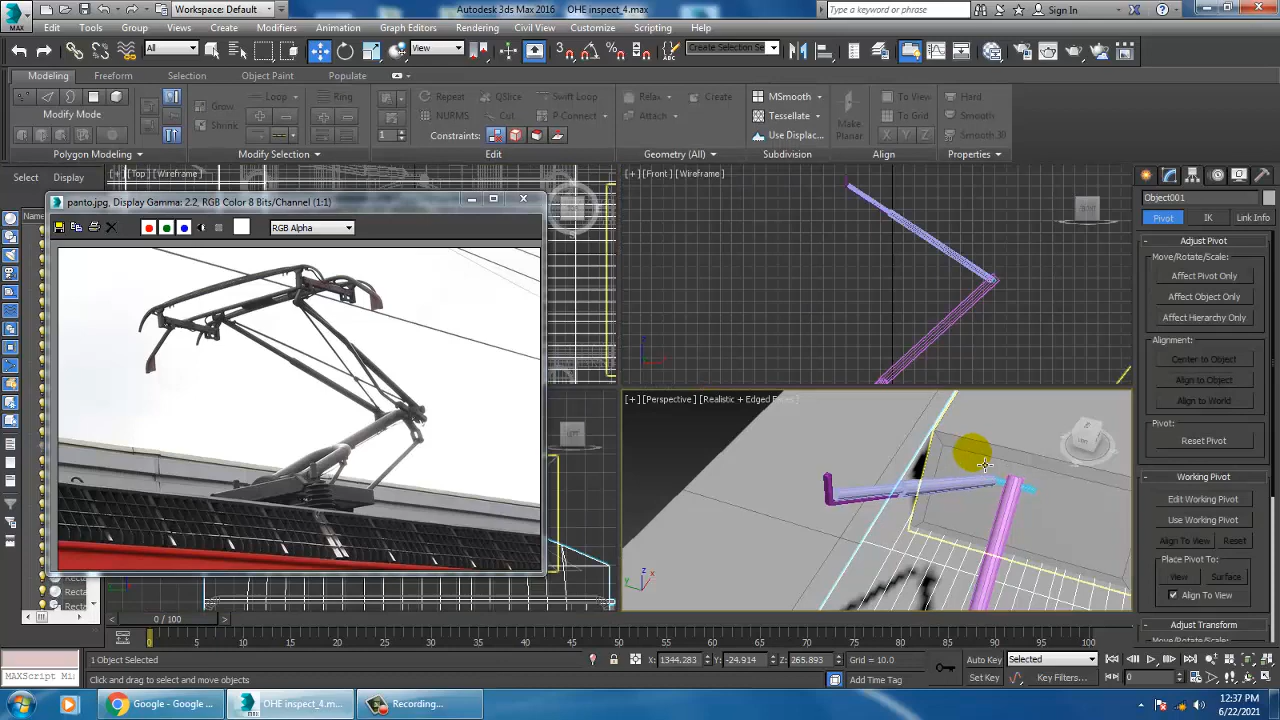 Workspace: Default
Autodesk 3ds Max 2016    OHE inspect_4.max
Type a keyword or phrase
Sign In
MAX
Edit Tools Group Views Create Modifiers Animation Graph Editors Rendering Civil View Customize Scripting Help
All
View
Create Selection Se
Modeling Freeform Selection Object Paint Populate
Modify Mode
Grow
Shrink
Loop
Ring
Repeat QSlice Swift Loop
NURMS Cut P Connect
1
Constraints:
Relax Create
Attach
MSmooth
Tessellate
Use Displac...
Make Planar
To View
To Grid
X Y Z
Hard
Smooth
Smooth 30
Polygon Modeling Modify Selection Edit Geometry (All) Subdivision Align Properties
Select Display
[Top ] [Wireframe ]
[ + ] [Front ] [Wireframe ]
panto.jpg, Display Gamma: 2.2, RGB Color 8 Bits/Channel (1:1)
RGB Alpha
[ + ] [Perspective ] [Realistic + Edged Faces ]
Object001
Pivot IK Link Info
Adjust Pivot
Move/Rotate/Scale:
Affect Pivot Only
Affect Object Only
Affect Hierarchy Only
Alignment:
Center to Object
Align to Object
Align to World
Pivot:
Reset Pivot
Working Pivot
Edit Working Pivot
Use Working Pivot
Align To View Reset
Place Pivot To:
View Surface
Align To View
Adjust Transform
Move/Rotate/Scale:
Recta
Recta
0 / 100
0 5 10 15 20 25 30 35 40 45 50 55 60 65 70 75 80 85 90 95 100
1 Object Selected
X: 1344.283 Y: -24.914 Z: 265.893 Grid = 10.0
Auto Key Selected
MAXScript Mi
Click and drag to select and move objects
Add Time Tag
Set Key Key Filters...
0
Google - Google ...
OHE inspect_4.m...
Recording...
12:37 PM
6/22/2021